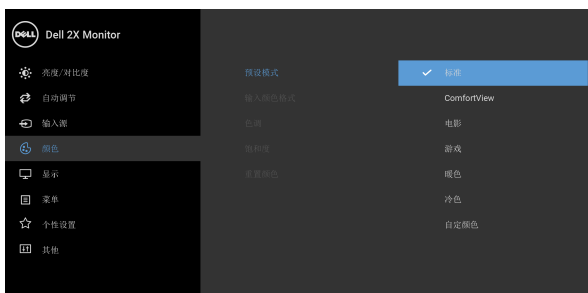 DELL Dell 2X Monitor
亮度/对比度
自动调节
输入源
颜色
显示
菜单
个性设置
其他
预设模式
输入颜色格式
色调
饱和度
重置颜色
标准
ComfortView
电影
游戏
暖色
冷色
自定颜色